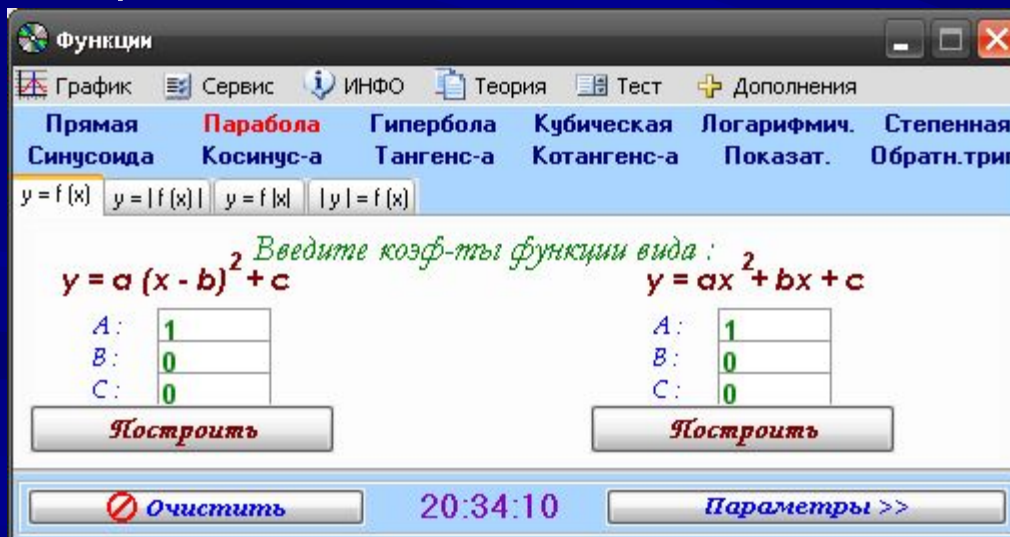 Функции
График Сервис ИНФО Теория Тест Дополнения
Прямая Парабола Гипербола Кубическая Логарифмич. Степенная
Синусоида Косинус-а Тангенс-а Котангенс-а Показат. Обратн.триг
y = f (x) y = | f (x) | y = f |x| | y | = f (x)
Введите коэф-ты функции вида :
y = a (x - b)² + c y = ax² + bx + c
A : 1 A : 1
B : 0 B : 0
C : 0 C : 0
Построить Построить
Очистить 20:34:10 Параметры >>